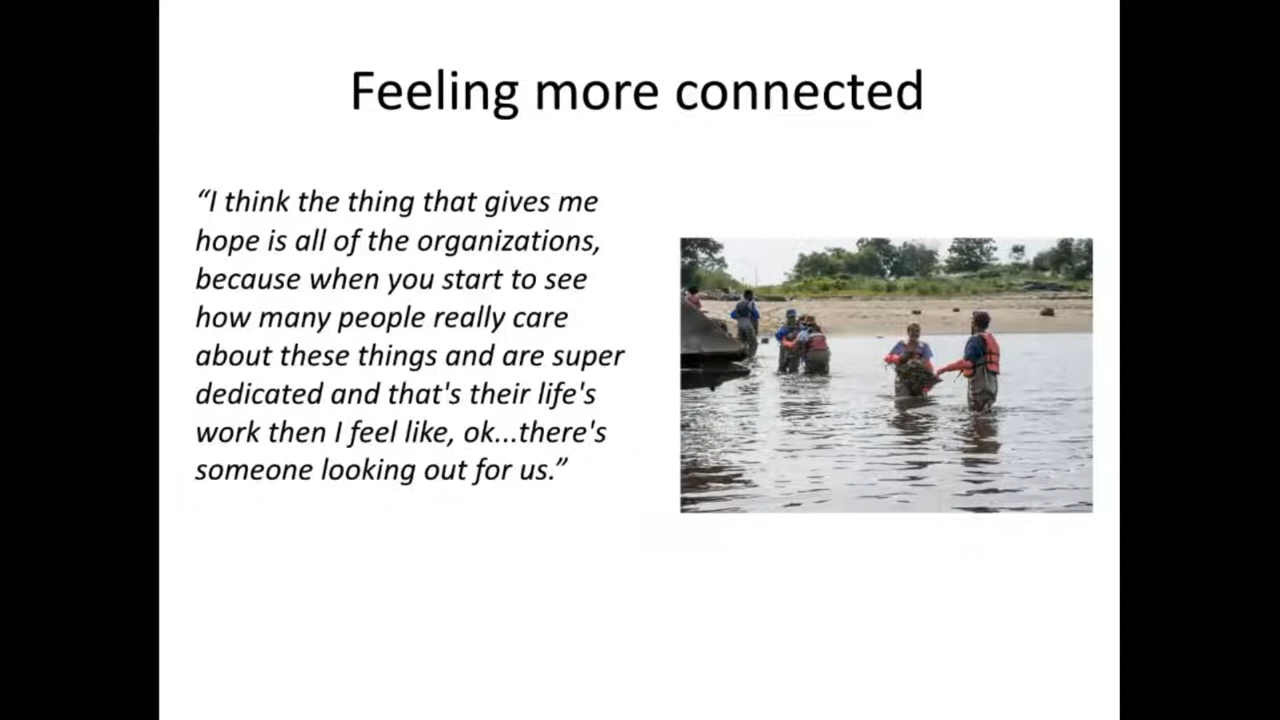 Feeling more connected
“I think the thing that gives me
hope is all of the organizations,
because when you start to see
how many people really care
about these things and are super
dedicated and that's their life's
work then I feel like, ok...there's
someone looking out for us.”